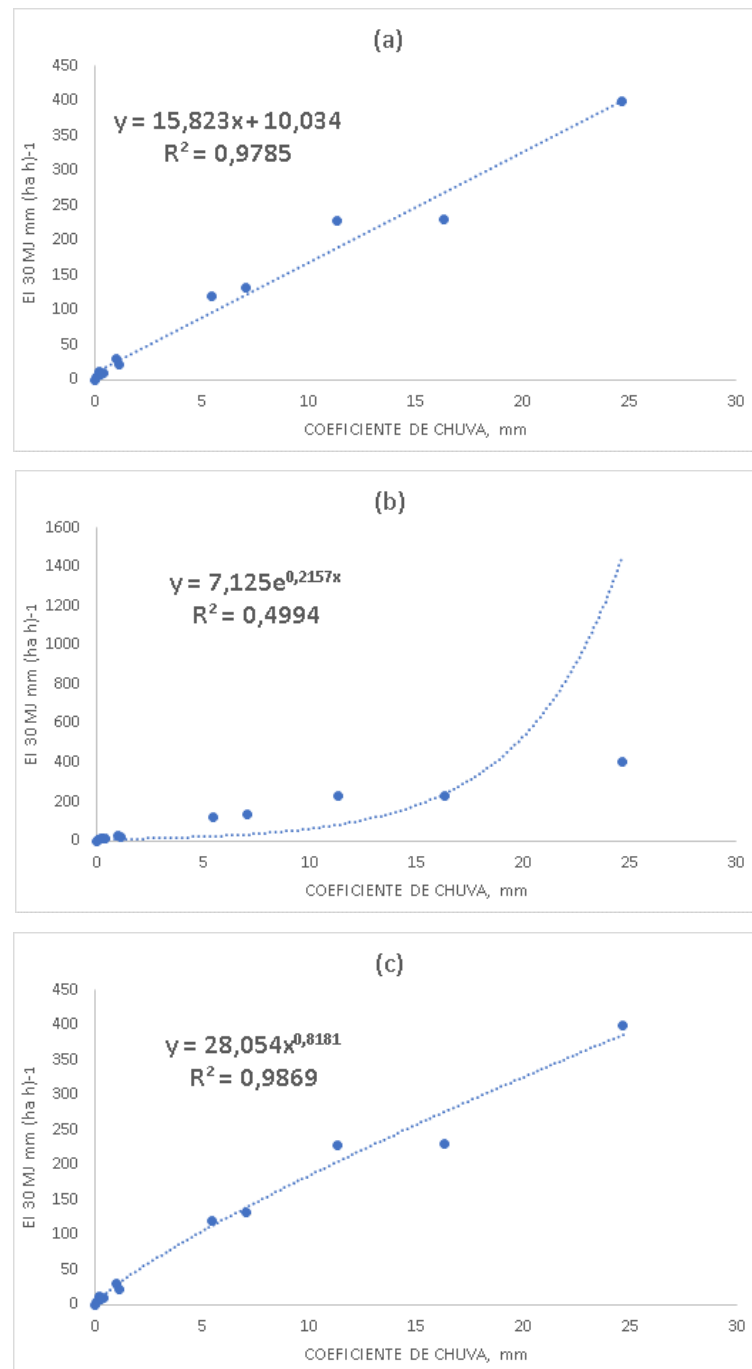 (a)
y = 15,823x + 10,034
R² = 0,9785
EI 30 MJ mm (ha h)-1
450
400
350
300
250
200
150
100
50
0
0 5 10 15 20 25 30
COEFICIENTE DE CHUVA, mm
(b)
y = 7,125e^0,2157x
R² = 0,4994
EI 30 MJ mm (ha h)-1
1600
1400
1200
1000
800
600
400
200
0
0 5 10 15 20 25 30
COEFICIENTE DE CHUVA, mm
(c)
y = 28,054x^0,8181
R² = 0,9869
EI 30 MJ mm (ha h)-1
450
400
350
300
250
200
150
100
50
0
0 5 10 15 20 25 30
COEFICIENTE DE CHUVA, mm